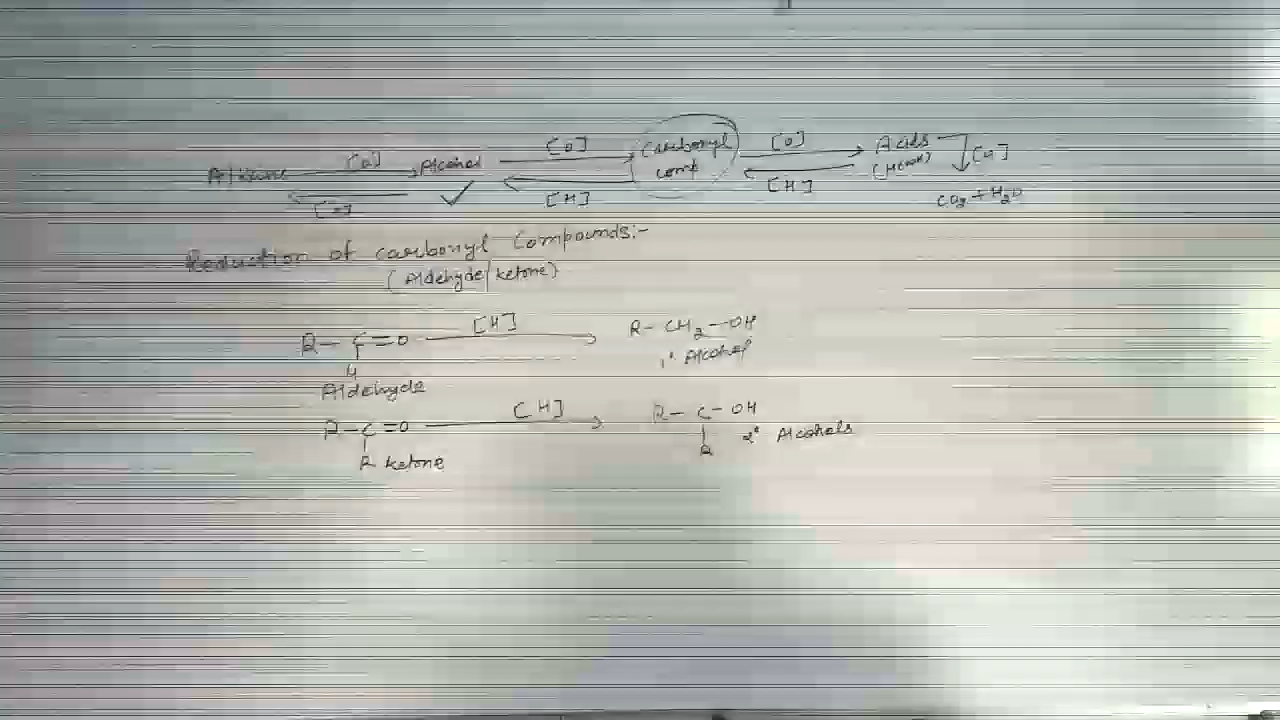 Alkane [O] Alcohol [O] Carbonyl comp [O] Acids (HCOOH) [O]
[H] [H] CO2 + H2O
Reduction of carbonyl Compounds:-
(Aldehyde/ketone)
R- C=O [H] R- CH2-OH
H 1° Alcohol
Aldehyde
R-C=O [H] R- C- OH
R ketone R 2° Alcohols